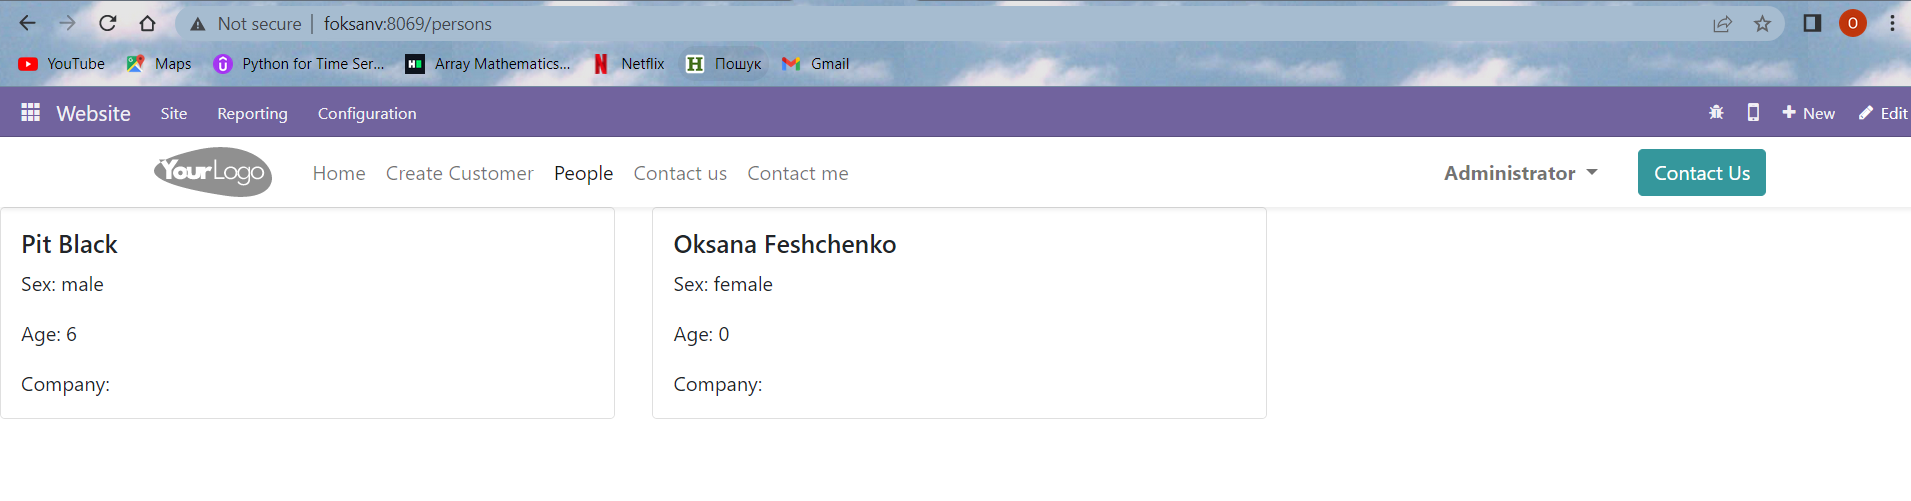 Not secure | foksanv:8069/persons O
YouTube Maps Python for Time Ser... Array Mathematics... Netflix Пошук Gmail
Website Site Reporting Configuration New Edit
YourLogo Home Create Customer People Contact us Contact me Administrator Contact Us
Pit Black
Sex: male
Age: 6
Company:
Oksana Feshchenko
Sex: female
Age: 0
Company: